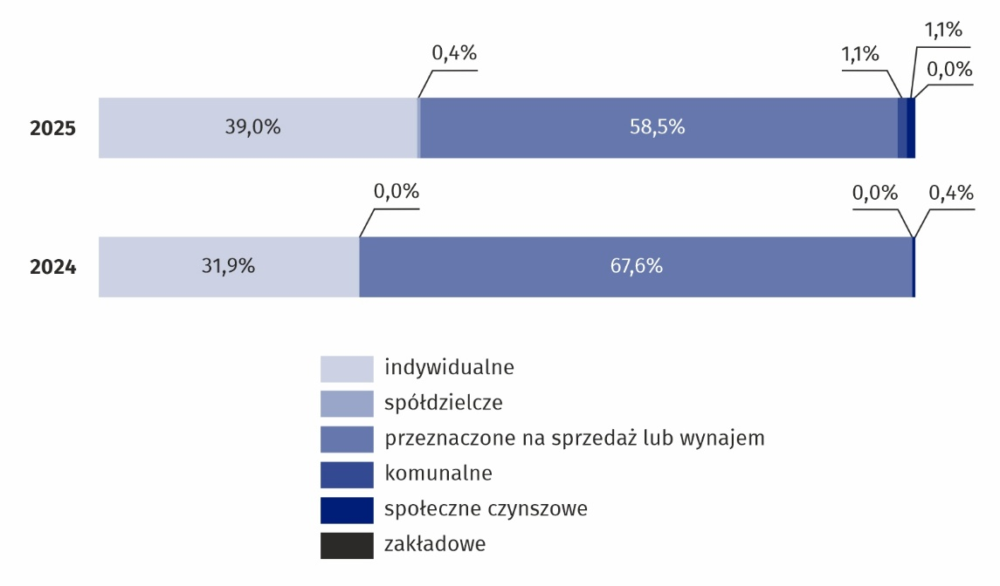 1,1%
0,4%
1,1%
0,0%
2025
39,0%
58,5%
0,0%
0,0%
0,4%
2024
31,9%
67,6%
indywidualne
spółdzielcze
przeznaczone na sprzedaż lub wynajem
komunalne
społeczne czynszowe
zakładowe